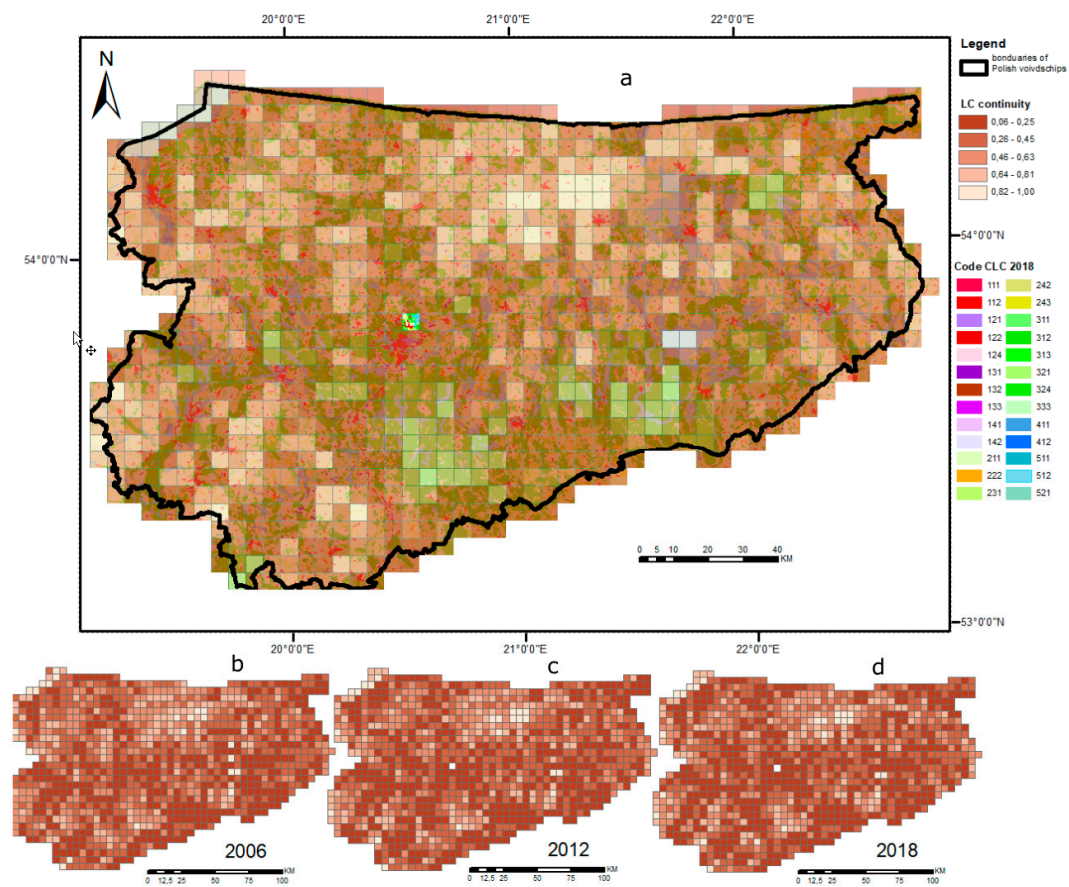 20°0'0"E 21°0'0"E 22°0'0"E
N
a
Legend
bonduaries of
Polish voivdschips
LC continuity
0,06 - 0,25
0,26 - 0,45
0,46 - 0,63
0,64 - 0,81
0,82 - 1,00
54°0'0"N
54°0'0"N
Code CLC 2018
111 242
112 243
121 311
122 312
124 313
131 321
132 324
133 333
141 411
142 412
211 511
222 512
231 521
0 5 10 20 30 40
KM
53°0'0"N
20°0'0"E 21°0'0"E 22°0'0"E
b c d
2006 2012 2018
0 12,5 25 50 75 100 KM
0 12,5 25 50 75 100 KM
0 12,5 25 50 75 100 KM